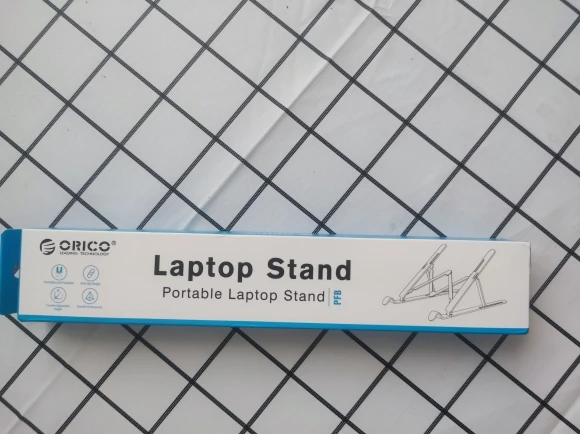 ORICO®
LEADING TECHNOLOGY
Laptop Stand
Portable Laptop Stand
PFB